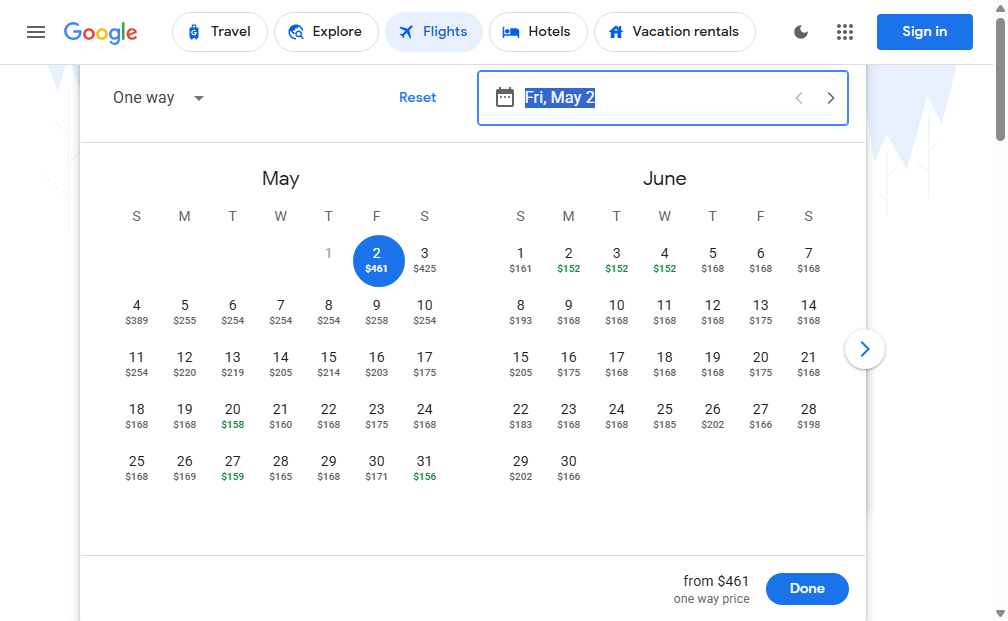 Google
Travel
Explore
Flights
Hotels
Vacation rentals
Sign in
One way
Reset
Fri, May 2
May
S M T W T F S
1 2 3
$461 $425
4 5 6 7 8 9 10
$389 $255 $254 $254 $254 $258 $254
11 12 13 14 15 16 17
$254 $220 $219 $205 $214 $203 $175
18 19 20 21 22 23 24
$168 $168 $158 $160 $168 $175 $168
25 26 27 28 29 30 31
$168 $169 $159 $165 $168 $171 $156
June
S M T W T F S
1 2 3 4 5 6 7
$161 $152 $152 $152 $168 $168 $168
8 9 10 11 12 13 14
$193 $168 $168 $168 $168 $175 $168
15 16 17 18 19 20 21
$205 $175 $168 $168 $168 $175 $168
22 23 24 25 26 27 28
$183 $168 $168 $185 $202 $166 $198
29 30
$202 $166
from $461
one way price
Done